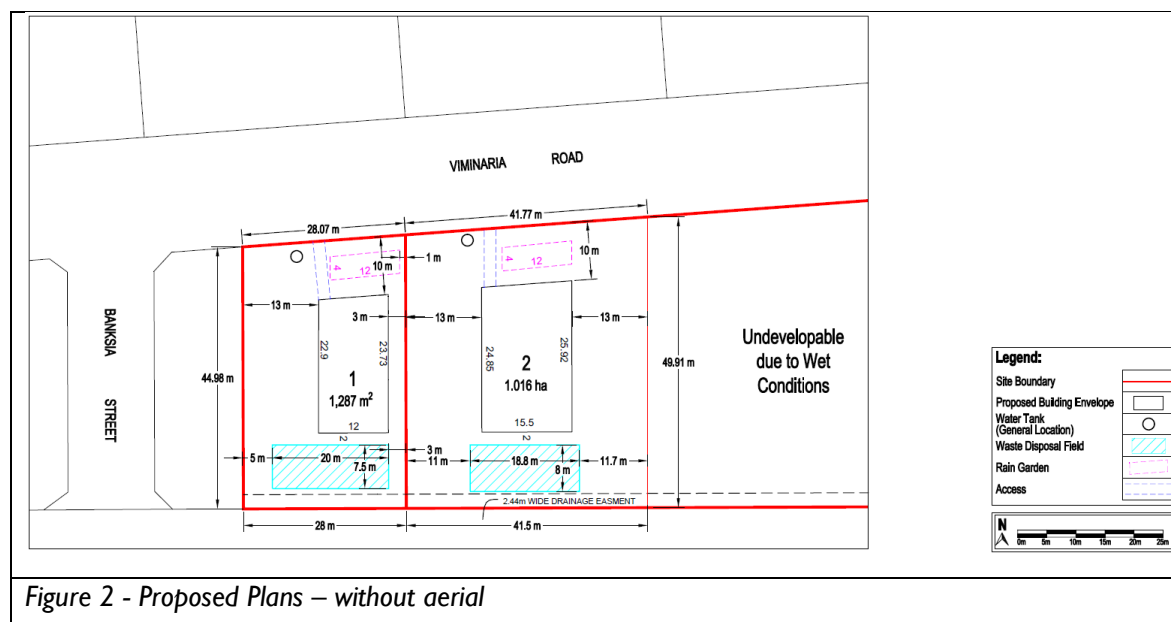 VIMINARIA ROAD
41.77 m
28.07 m
10 m
4
12
1 m
10 m
4
12
13 m
3 m
13 m
13 m
BANKSIA
STREET
44.98 m
22.9
23.73
1
1,287 m²
24.85
25.92
2
1.016 ha
49.91 m
Undevelopable
due to Wet
Conditions
12
2
15.5
2
5 m
20 m
7.5 m
3 m
11 m
18.8 m
8 m
11.7 m
2.44m WIDE DRAINAGE EASMENT
28 m
41.5 m
Legend:
Site Boundary
Proposed Building Envelope
Water Tank
(General Location)
Waste Disposal Field
Rain Garden
Access
N
0m 5m 10m 15m 20m 25m
Figure 2 - Proposed Plans – without aerial